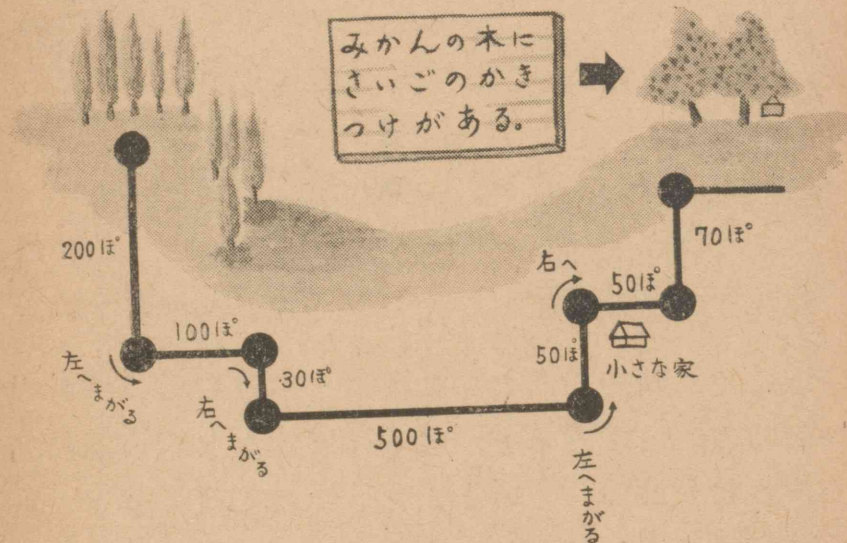 みかんの木に
さいごのかき
つけがある。
200ぽ
100ぽ
左へまがる
30ぽ
右へまがる
500ぽ
左へまがる
50ぽ
右へ
50ぽ
小さな家
70ぽ